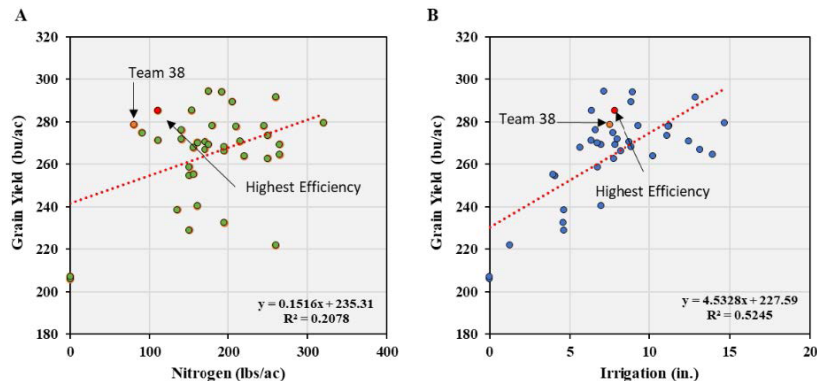 A
320
300
280
260
240
220
200
180
0
100
200
300
400
Grain Yield (bu/ac)
Nitrogen (lbs/ac)
Team 38
Highest Efficiency
y = 0.1516x + 235.31
R² = 0.2078
B
320
300
280
260
240
220
200
180
0
5
10
15
20
Grain Yield (bu/ac)
Irrigation (in.)
Team 38
Highest Efficiency
y = 4.5328x + 227.59
R² = 0.5245